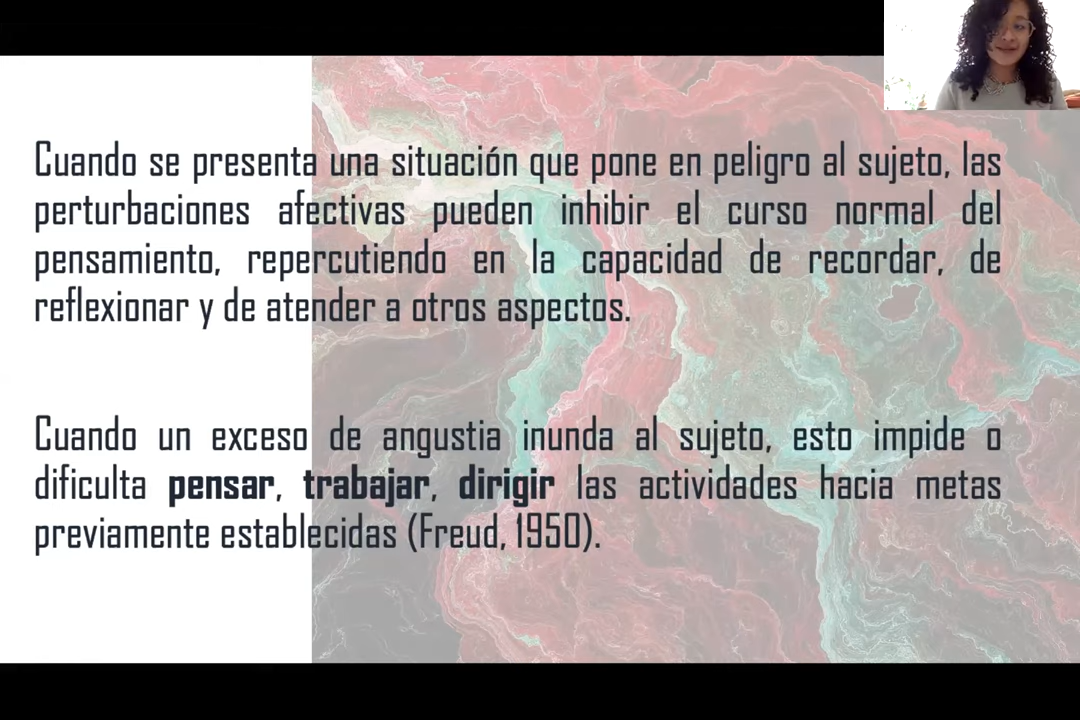 Cuando se presenta una situación que pone en peligro al sujeto, las
perturbaciones afectivas pueden inhibir el curso normal del
pensamiento, repercutiendo en la capacidad de recordar, de
reflexionar y de atender a otros aspectos.
Cuando un exceso de angustia inunda al sujeto, esto impide o
dificulta pensar, trabajar, dirigir las actividades hacia metas
previamente establecidas (Freud, 1950).